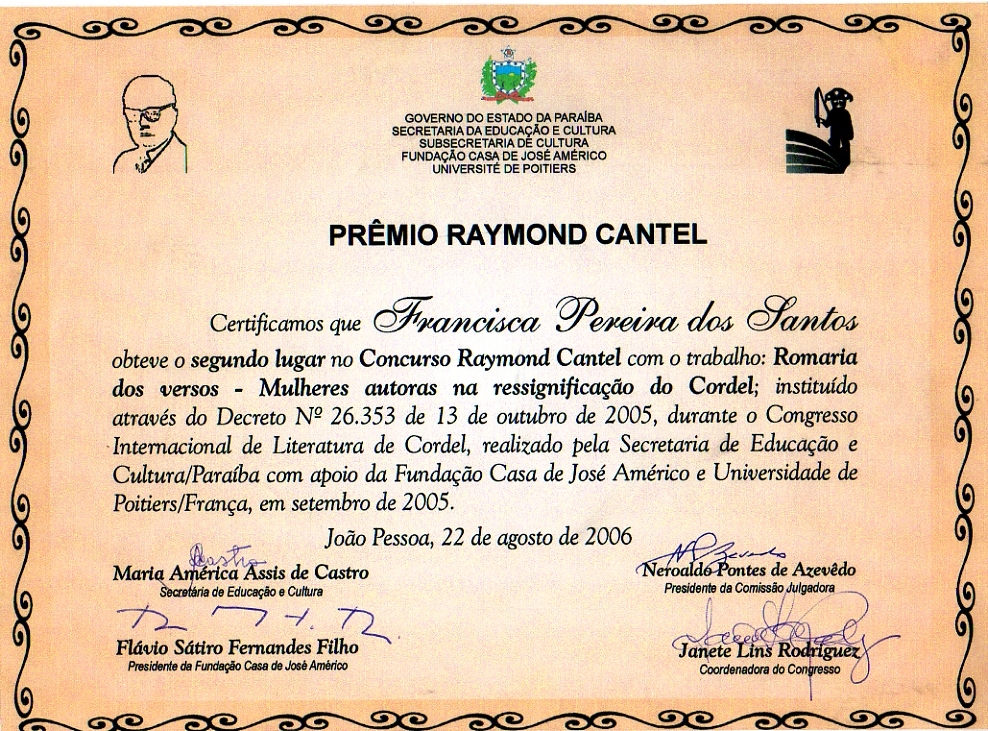 GOVERNO DO ESTADO DA PARAÍBA
SECRETARIA DA EDUCAÇÃO E CULTURA
SUBSECRETARIA DE CULTURA
FUNDAÇÃO CASA DE JOSÉ AMÉRICO
UNIVERSITÉ DE POITIERS
PRÊMIO RAYMOND CANTEL
Certificamos que Francisca Pereira dos Santos
obteve o segundo lugar no Concurso Raymond Cantel com o trabalho: Romaria
dos versos - Mulheres autoras na ressignificação do Cordel; instituído
através do Decreto Nº 26.353 de 13 de outubro de 2005, durante o Congresso
Internacional de Literatura de Cordel, realizado pela Secretaria de Educação e
Cultura/Paraíba com apoio da Fundação Casa de José Américo e Universidade de
Poitiers/França, em setembro de 2005.
João Pessoa, 22 de agosto de 2006
Castro
Maria América Assis de Castro
Secretária de Educação e Cultura
Neroaldo Pontes de Azevêdo
Presidente da Comissão Julgadora
Flávio Sátiro Fernandes Filho
Presidente da Fundação Casa de José Américo
Janete Lins Rodriguez
Coordenadora do Congresso